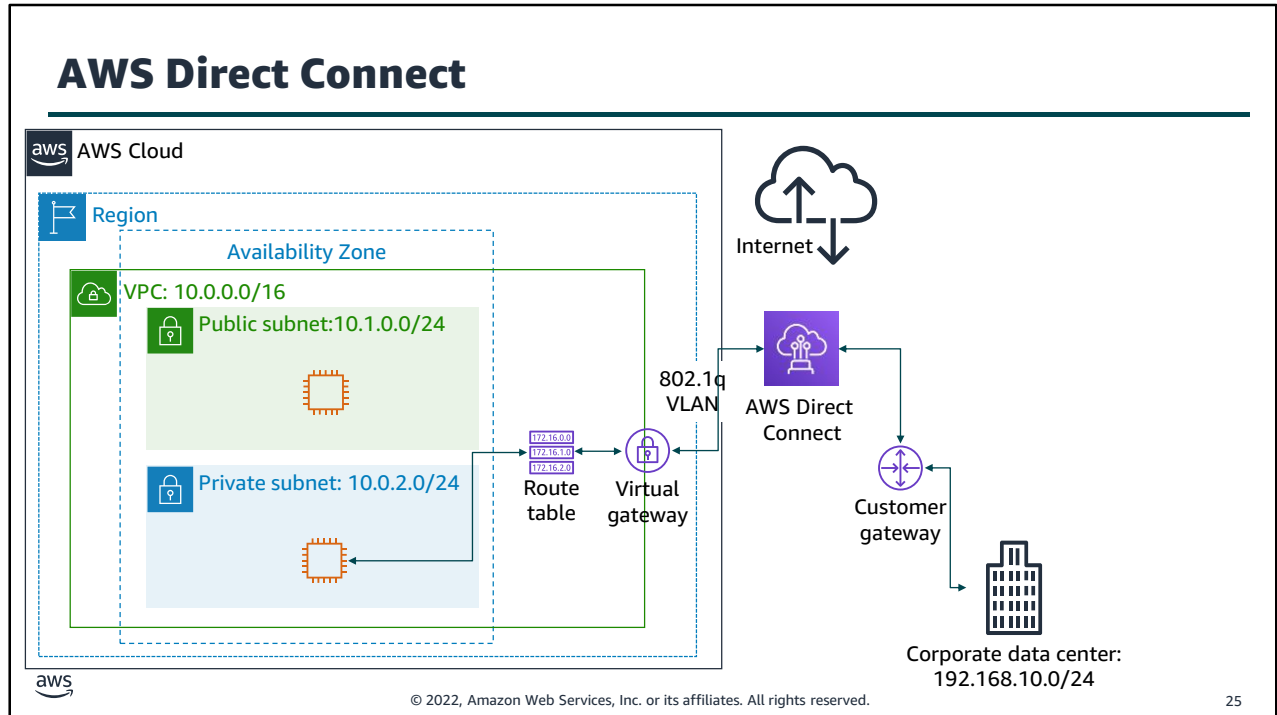 AWS Direct Connect
aws
AWS Cloud
Region
Availability Zone
VPC: 10.0.0.0/16
Public subnet:10.1.0.0/24
Private subnet: 10.0.2.0/24
172.16.0.0
172.16.1.0
172.16.2.0
Route
table
Virtual
gateway
802.1q
VLAN
Internet
AWS Direct
Connect
Customer
gateway
Corporate data center:
192.168.10.0/24
aws
© 2022, Amazon Web Services, Inc. or its affiliates. All rights reserved.
25